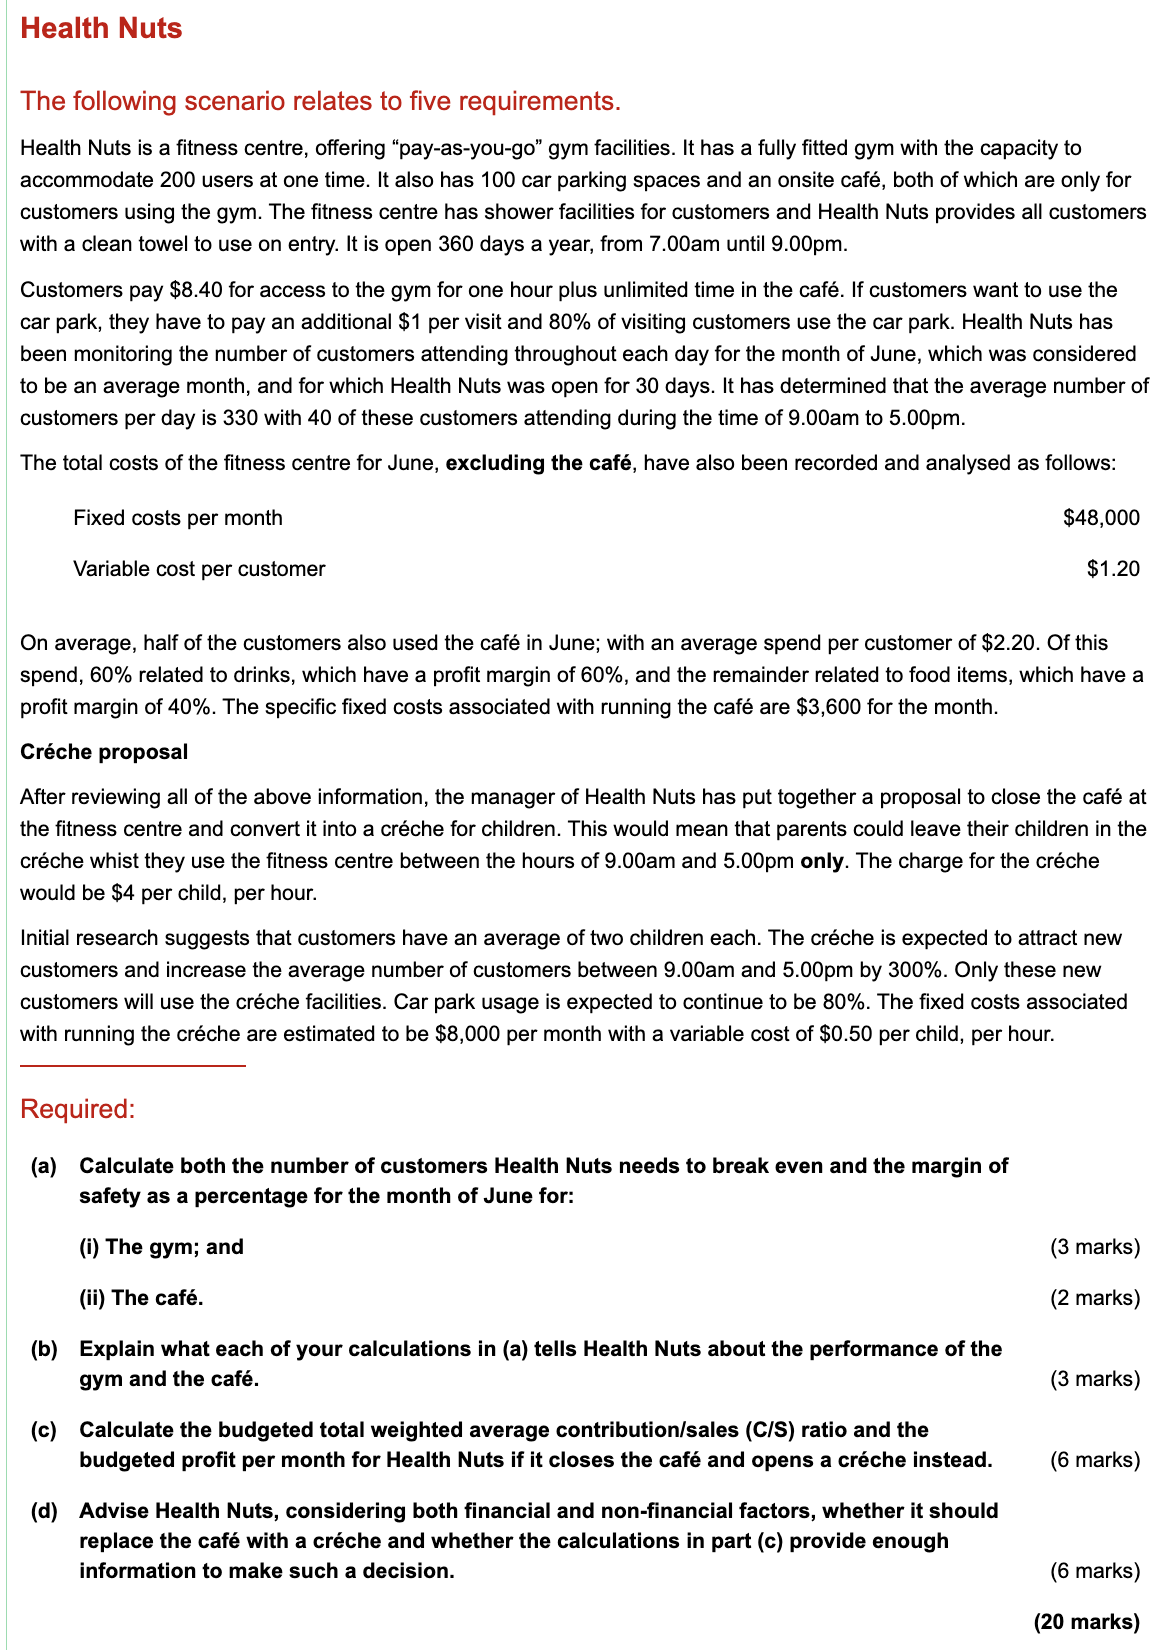 Health Nuts
The following scenario relates to five requirements.
Health Nuts is a fitness centre, offering “pay-as-you-go” gym facilities. It has a fully fitted gym with the capacity to
accommodate 200 users at one time. It also has 100 car parking spaces and an onsite café, both of which are only for
customers using the gym. The fitness centre has shower facilities for customers and Health Nuts provides all customers
with a clean towel to use on entry. It is open 360 days a year, from 7.00am until 9.00pm.
Customers pay $8.40 for access to the gym for one hour plus unlimited time in the café. If customers want to use the
car park, they have to pay an additional $1 per visit and 80% of visiting customers use the car park. Health Nuts has
been monitoring the number of customers attending throughout each day for the month of June, which was considered
to be an average month, and for which Health Nuts was open for 30 days. It has determined that the average number of
customers per day is 330 with 40 of these customers attending during the time of 9.00am to 5.00pm.
The total costs of the fitness centre for June, excluding the café, have also been recorded and analysed as follows:
Fixed costs per month $48,000
Variable cost per customer $1.20
On average, half of the customers also used the café in June; with an average spend per customer of $2.20. Of this
spend, 60% related to drinks, which have a profit margin of 60%, and the remainder related to food items, which have a
profit margin of 40%. The specific fixed costs associated with running the café are $3,600 for the month.
Créche proposal
After reviewing all of the above information, the manager of Health Nuts has put together a proposal to close the café at
the fitness centre and convert it into a créche for children. This would mean that parents could leave their children in the
créche whist they use the fitness centre between the hours of 9.00am and 5.00pm only. The charge for the créche
would be $4 per child, per hour.
Initial research suggests that customers have an average of two children each. The créche is expected to attract new
customers and increase the average number of customers between 9.00am and 5.00pm by 300%. Only these new
customers will use the créche facilities. Car park usage is expected to continue to be 80%. The fixed costs associated
with running the créche are estimated to be $8,000 per month with a variable cost of $0.50 per child, per hour.
Required:
(a) Calculate both the number of customers Health Nuts needs to break even and the margin of
safety as a percentage for the month of June for:
(i) The gym; and (3 marks)
(ii) The café. (2 marks)
(b) Explain what each of your calculations in (a) tells Health Nuts about the performance of the
gym and the café. (3 marks)
(c) Calculate the budgeted total weighted average contribution/sales (C/S) ratio and the
budgeted profit per month for Health Nuts if it closes the café and opens a créche instead. (6 marks)
(d) Advise Health Nuts, considering both financial and non-financial factors, whether it should
replace the café with a créche and whether the calculations in part (c) provide enough
information to make such a decision. (6 marks)
(20 marks)